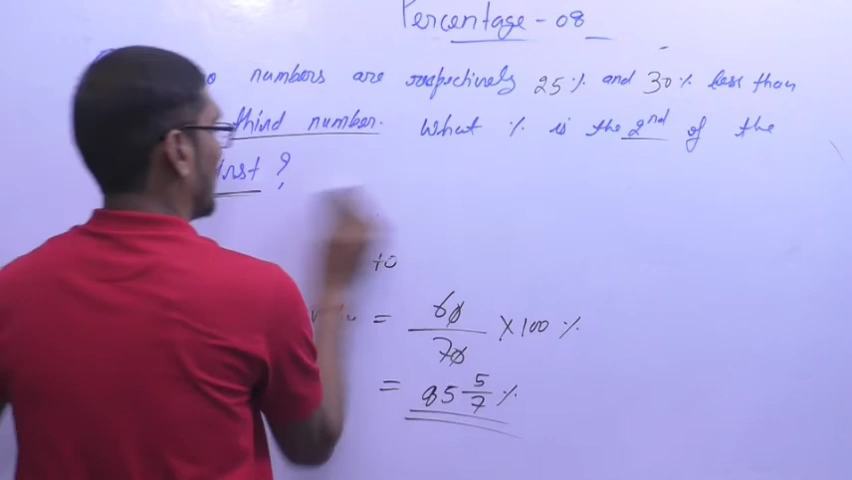 Percentage - 08
numbers are respectively 25% and 30% less than
third number. What % is the 2nd of the
first ?
to
= 60/70 × 100 %
= 85 5/7 %